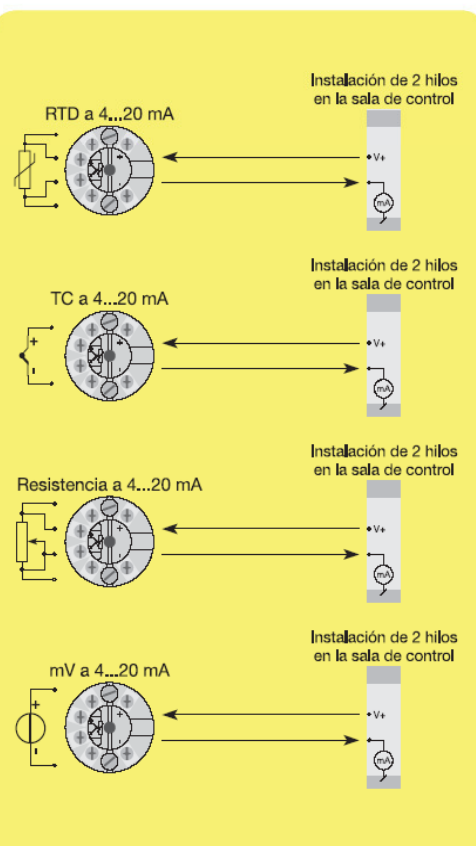 Instalación de 2 hilos
en la sala de control
RTD a 4...20 mA
+
-
V+
mA
Instalación de 2 hilos
en la sala de control
TC a 4...20 mA
+
-
+
-
V+
mA
Instalación de 2 hilos
en la sala de control
Resistencia a 4...20 mA
+
-
V+
mA
Instalación de 2 hilos
en la sala de control
mV a 4...20 mA
+
-
+
-
V+
mA